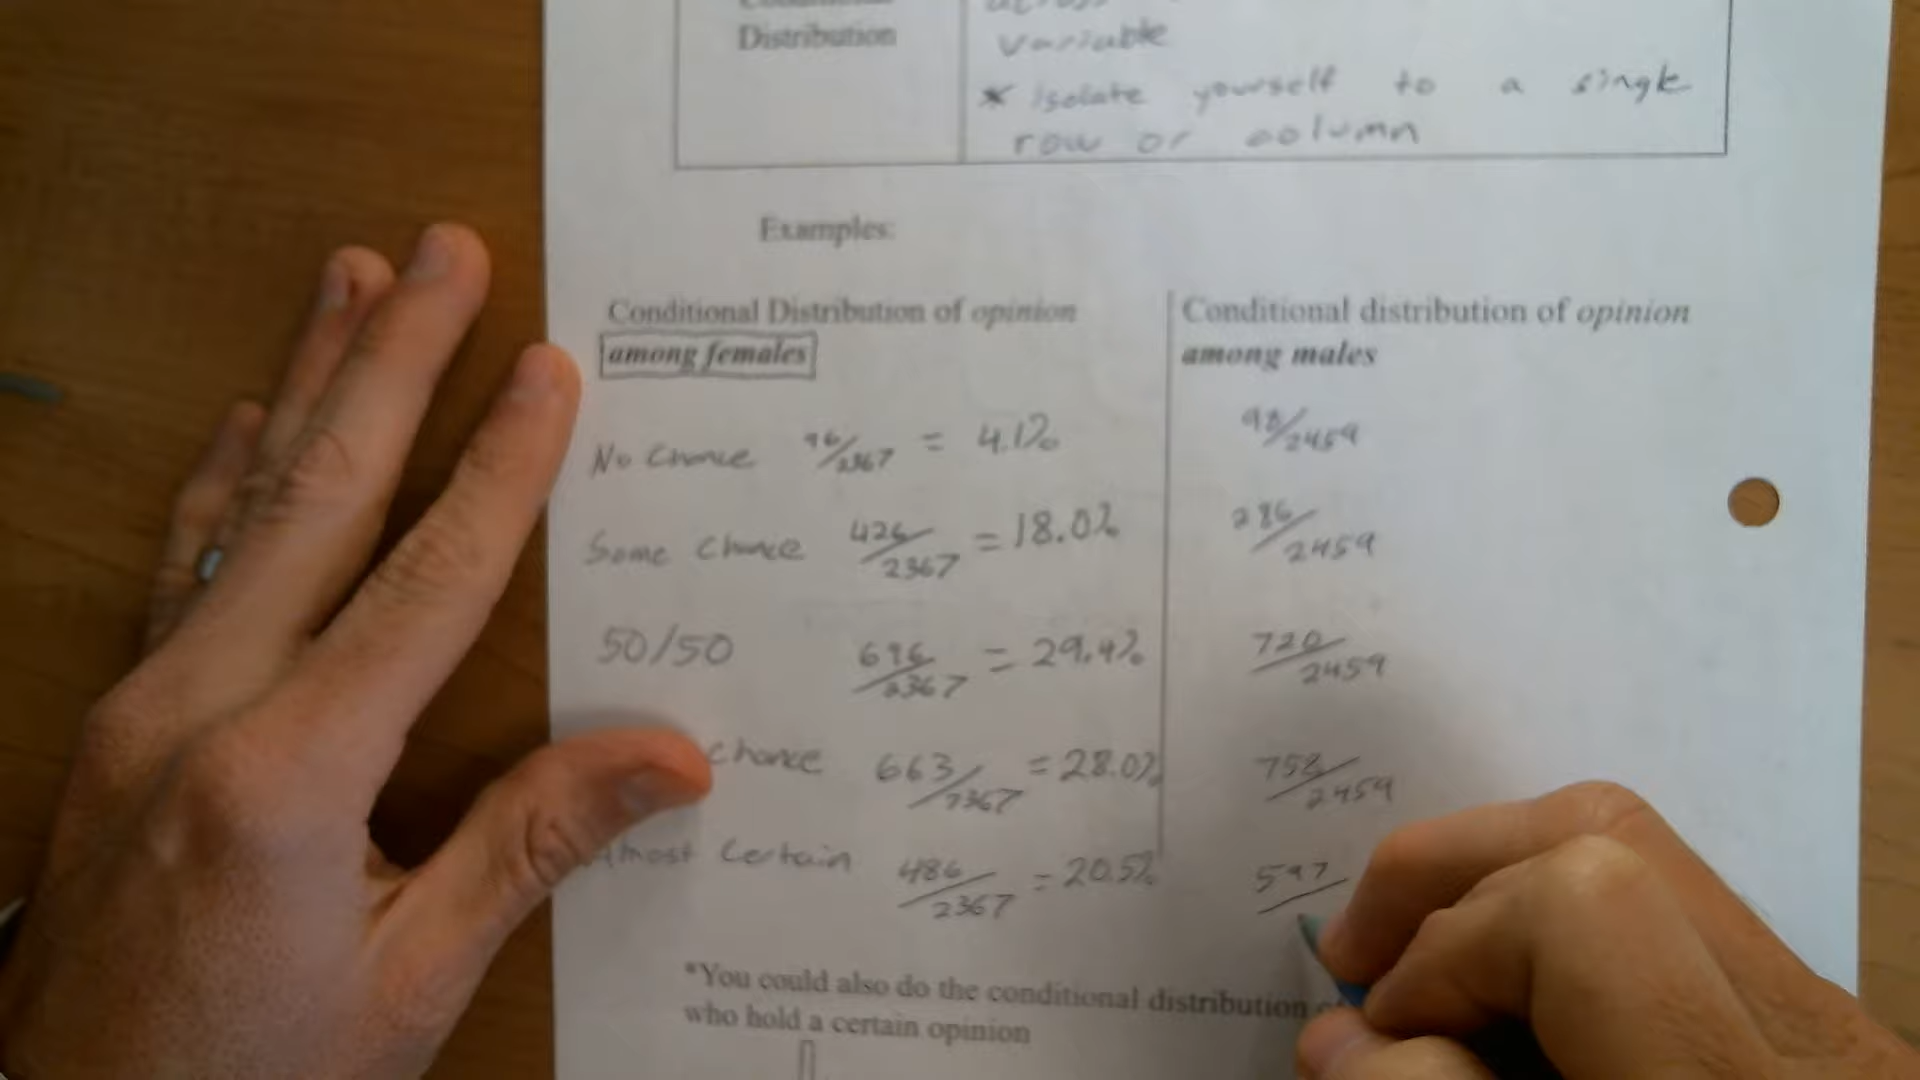 Distribution
variable
* isolate yourself to a single
row or column
Examples:
Conditional Distribution of opinion
among females
No Chance 96/2367 = 4.1%
Some Chance 426/2367 = 18.0%
50/50 696/2367 = 29.4%
chance 663/2367 = 28.0%
Almost Certain 486/2367 = 20.5%
Conditional distribution of opinion
among males
98/2459
286/2459
720/2459
758/2459
597
*You could also do the conditional distribution
who hold a certain opinion